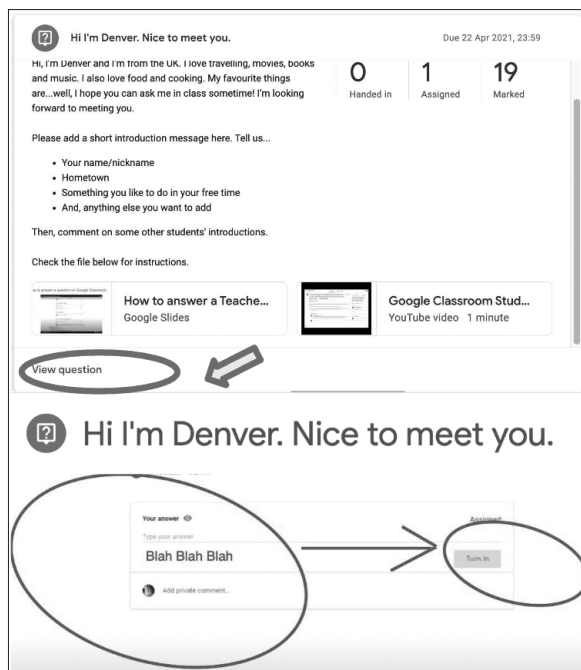 Hi I'm Denver. Nice to meet you.
Due 22 Apr 2021, 23:59
Hi, I'm Denver and I'm from the UK. I love travelling, movies, books
and music. I also love food and cooking. My favourite things
are...well, I hope you can ask me in class sometime! I'm looking
forward to meeting you.
0
Handed in
1
Assigned
19
Marked
Please add a short introduction message here. Tell us...
• Your name/nickname
• Hometown
• Something you like to do in your free time
• And, anything else you want to add
Then, comment on some other students' introductions.
Check the file below for instructions.
How to answer a Teache...
Google Slides
Google Classroom Stud...
YouTube video 1 minute
View question
Hi I'm Denver. Nice to meet you.
Your answer
Assigned
Type your answer
Blah Blah Blah
Turn in
Add private comment...